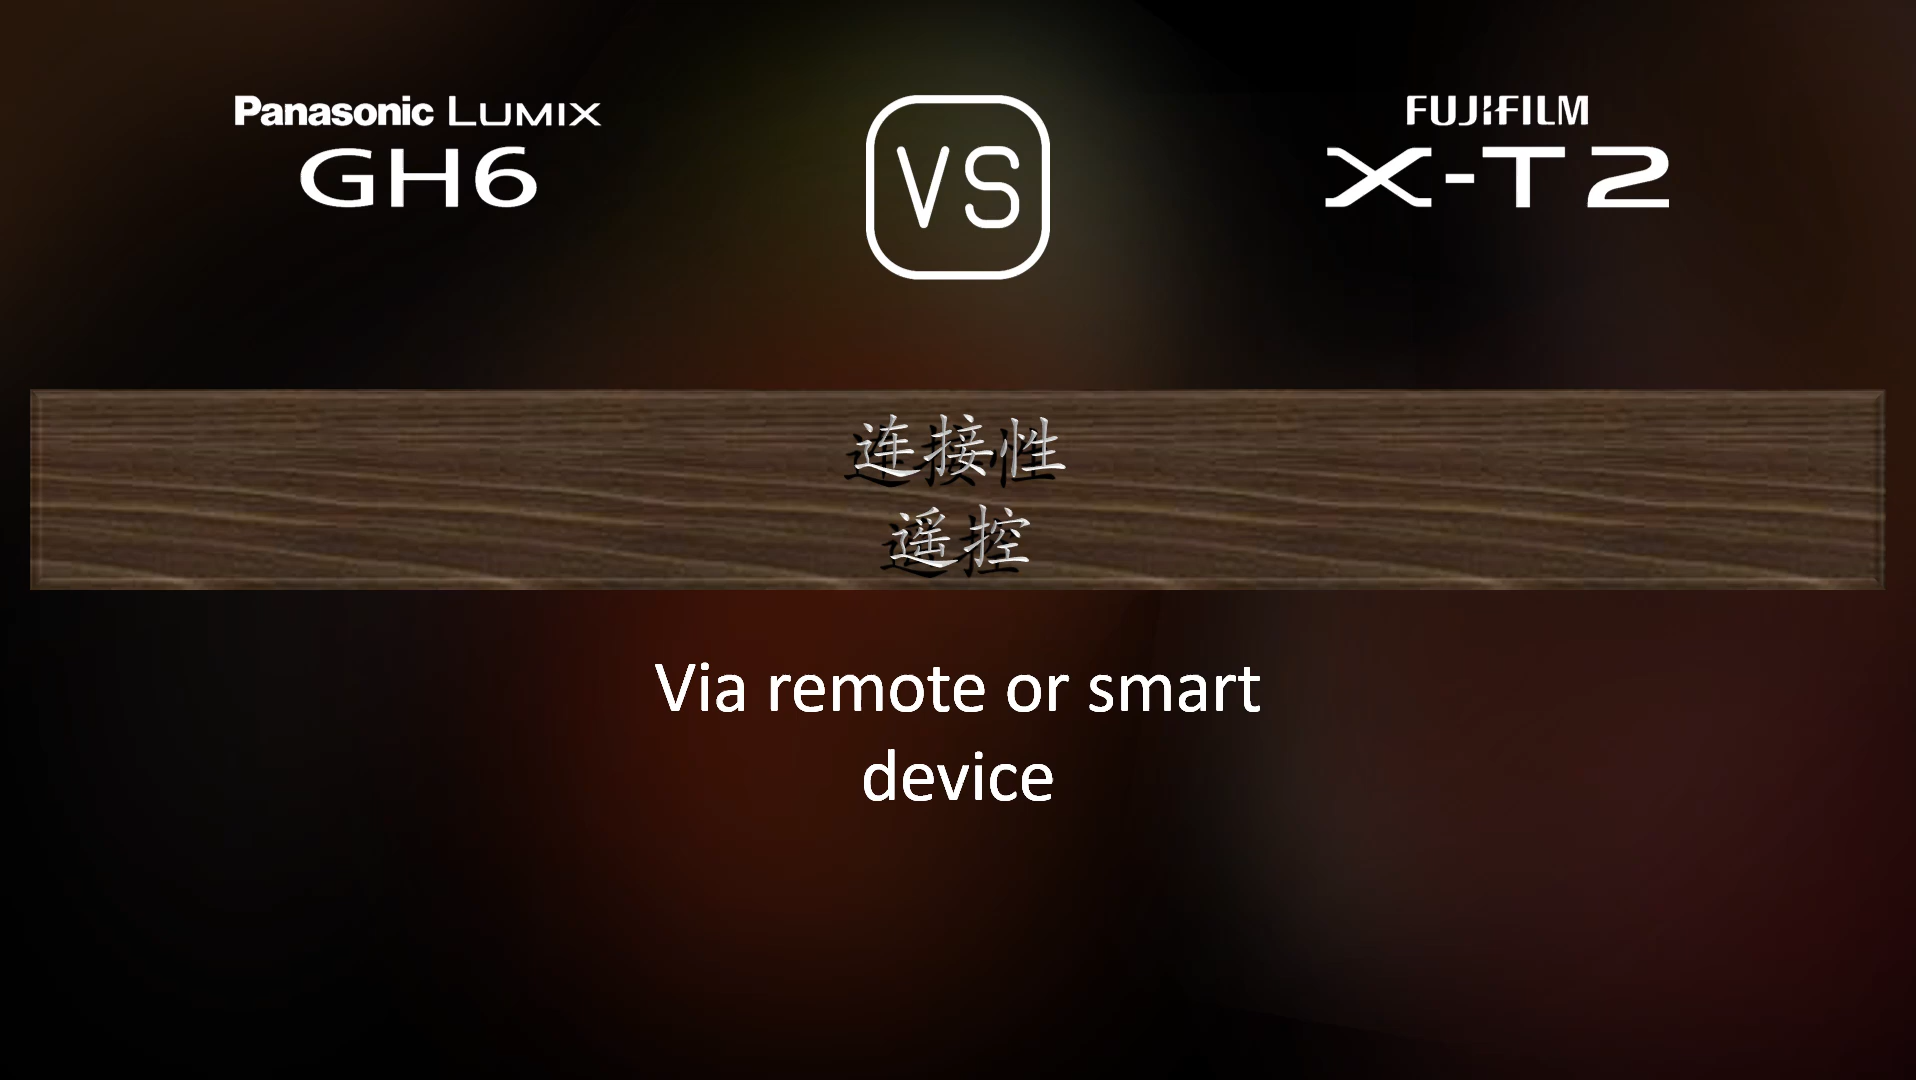 Panasonic LUMIX
GH6
VS
FUJIFILM
X-T2
连接性
遥控
Via remote or smart
device